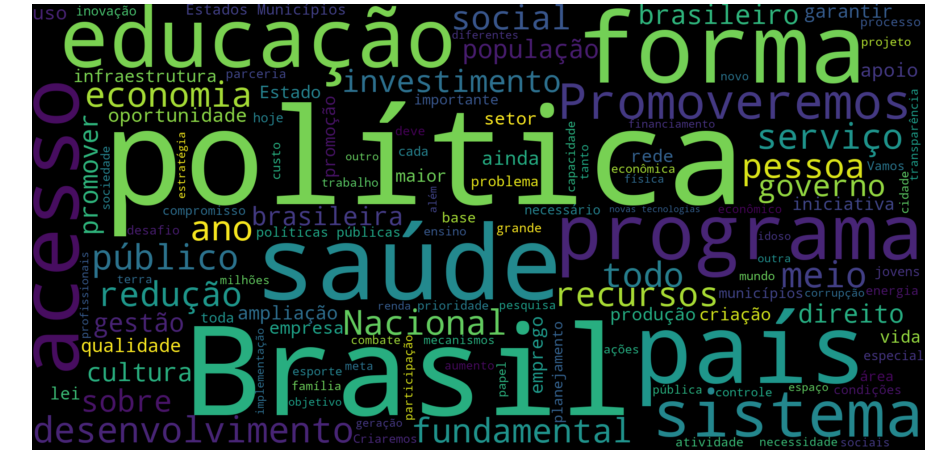 uso
inovação
Estados Municípios
social
brasileiro
garantir
processo
educação
diferentes
forma
projeto
população
infraestrutura
parceria
investimento
novo
apoio
acesso
economia
Estado
importante
Promoveremos
oportunidade
hoje
setor
financiamento
transparência
promover
sociedade
política
estratégia
custo
promoção
deve
outro
cada
ainda
capacidade
tanto
rede
serviço
econômica
pessoa
Vamos
trabalho
maior
problema
física
governo
cidade
compromisso
além
necessário
novas tecnologias
econômico
iniciativa
desafio
ano
brasileira
base
grande
programa
idoso
políticas públicas
ensino
saúde
público
outra
profissionais
terra
milhões
todo
mundo
meio
jovens
redução
renda
prioridade
pesquisa
recursos
municípios
corrupção
energia
gestão
toda
ampliação
empresa
Nacional
produção
criação
direito
qualidade
combate
mecanismos
emprego
planejamento
ações
país
vida
especial
cultura
Brasil
implementação
esporte
meta
participação
aumento
papel
área
lei
sobre
família
objetivo
pública
controle
espaço
condições
sistema
desenvolvimento
geração
Criaremos
fundamental
atividade
necessidade
sociais